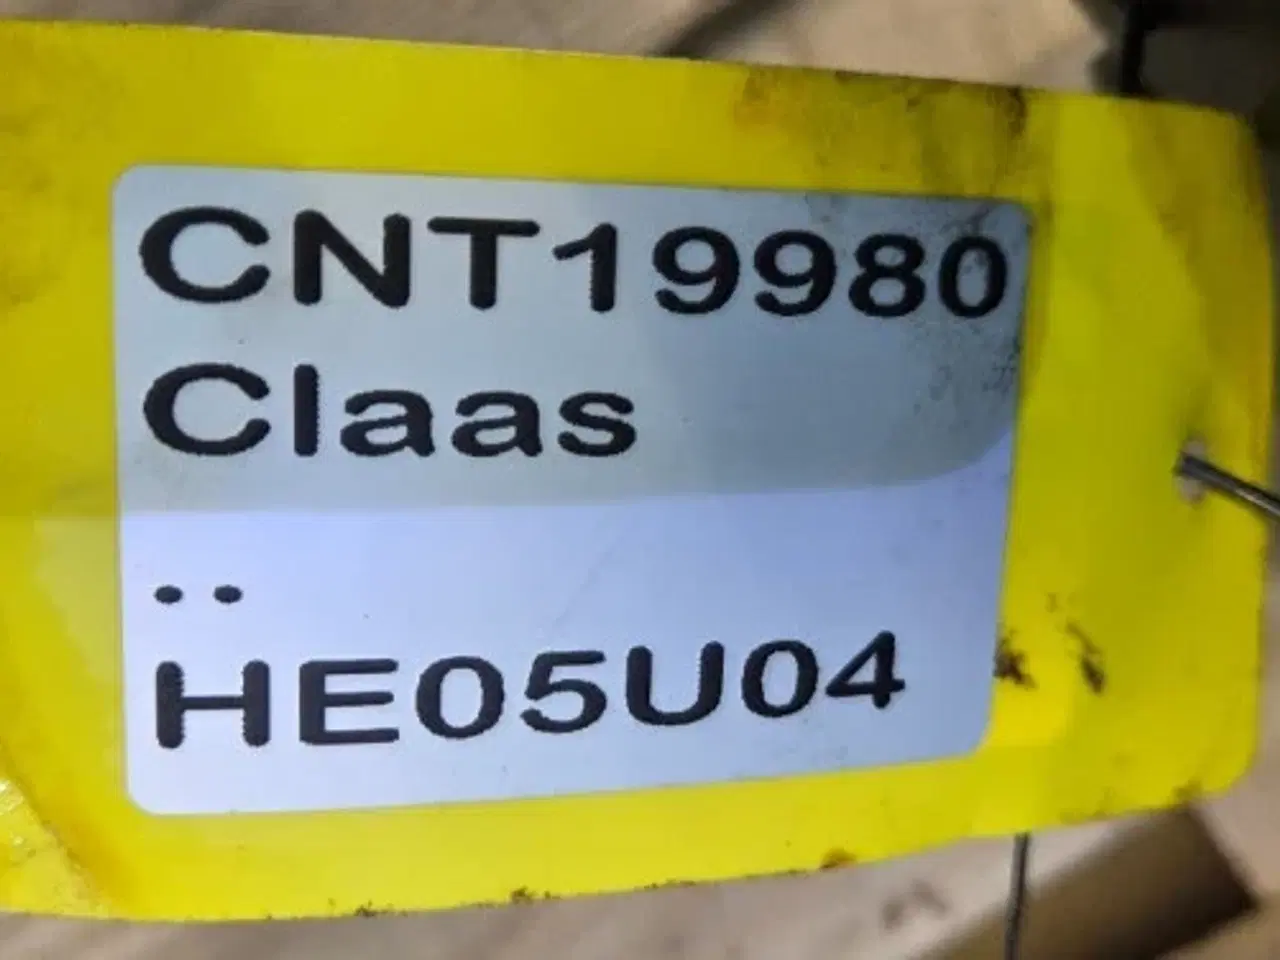 CNT19980
Claas
..
HE05U04